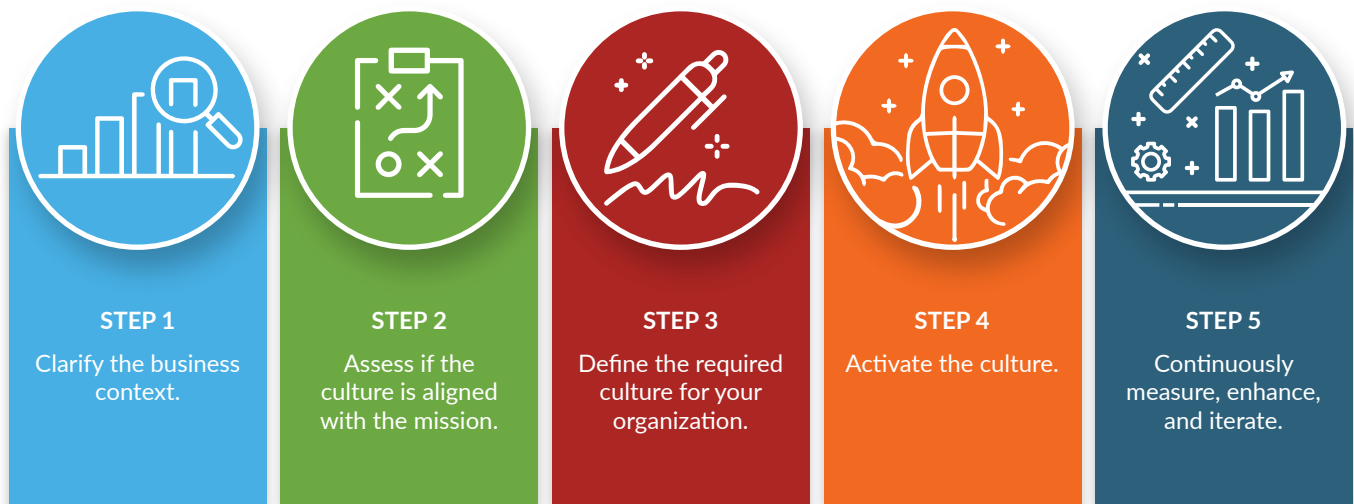 STEP 1
Clarify the business
context.
STEP 2
Assess if the
culture is aligned
with the mission.
STEP 3
Define the required
culture for your
organization.
STEP 4
Activate the culture.
STEP 5
Continuously
measure, enhance,
and iterate.